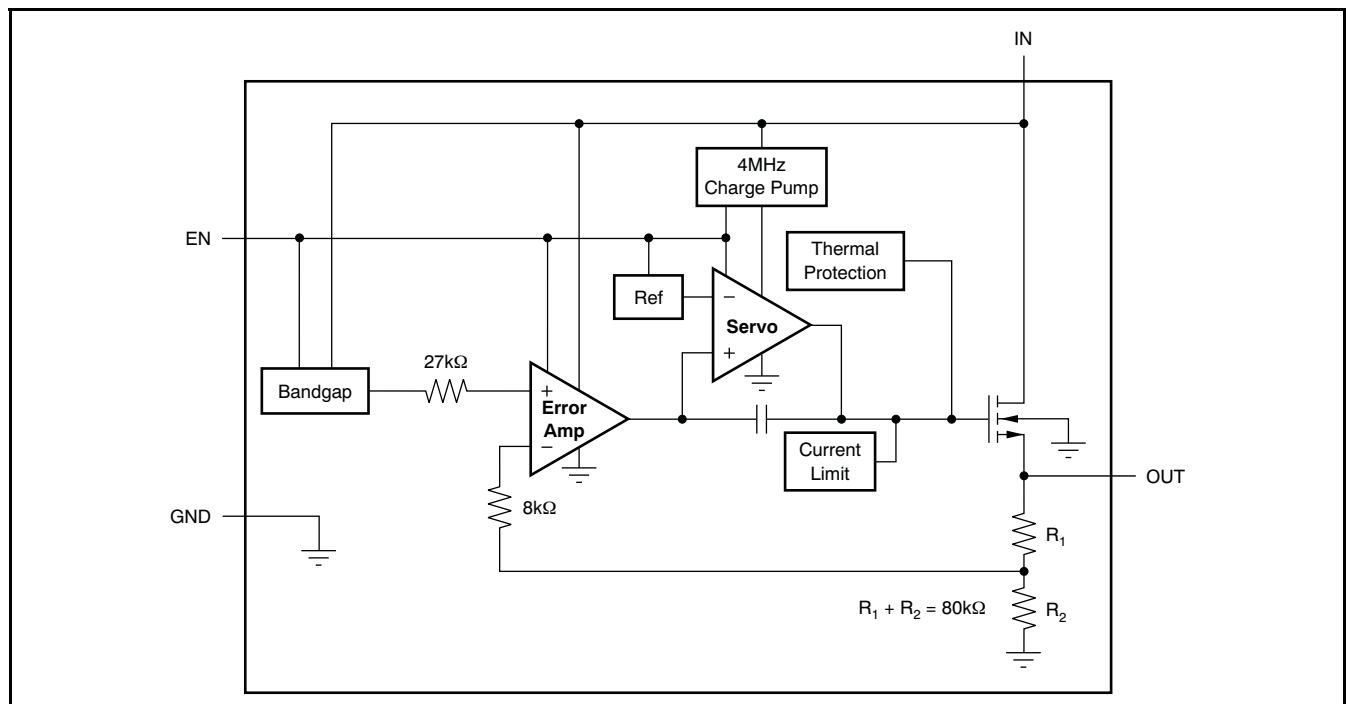 IN
4MHz
Charge Pump
EN
Thermal
Protection
Ref
−
Servo
+
27kΩ
Bandgap
+
Error
Amp
−
Current
Limit
OUT
8kΩ
GND
R₁
R₁ + R₂ = 80kΩ
R₂